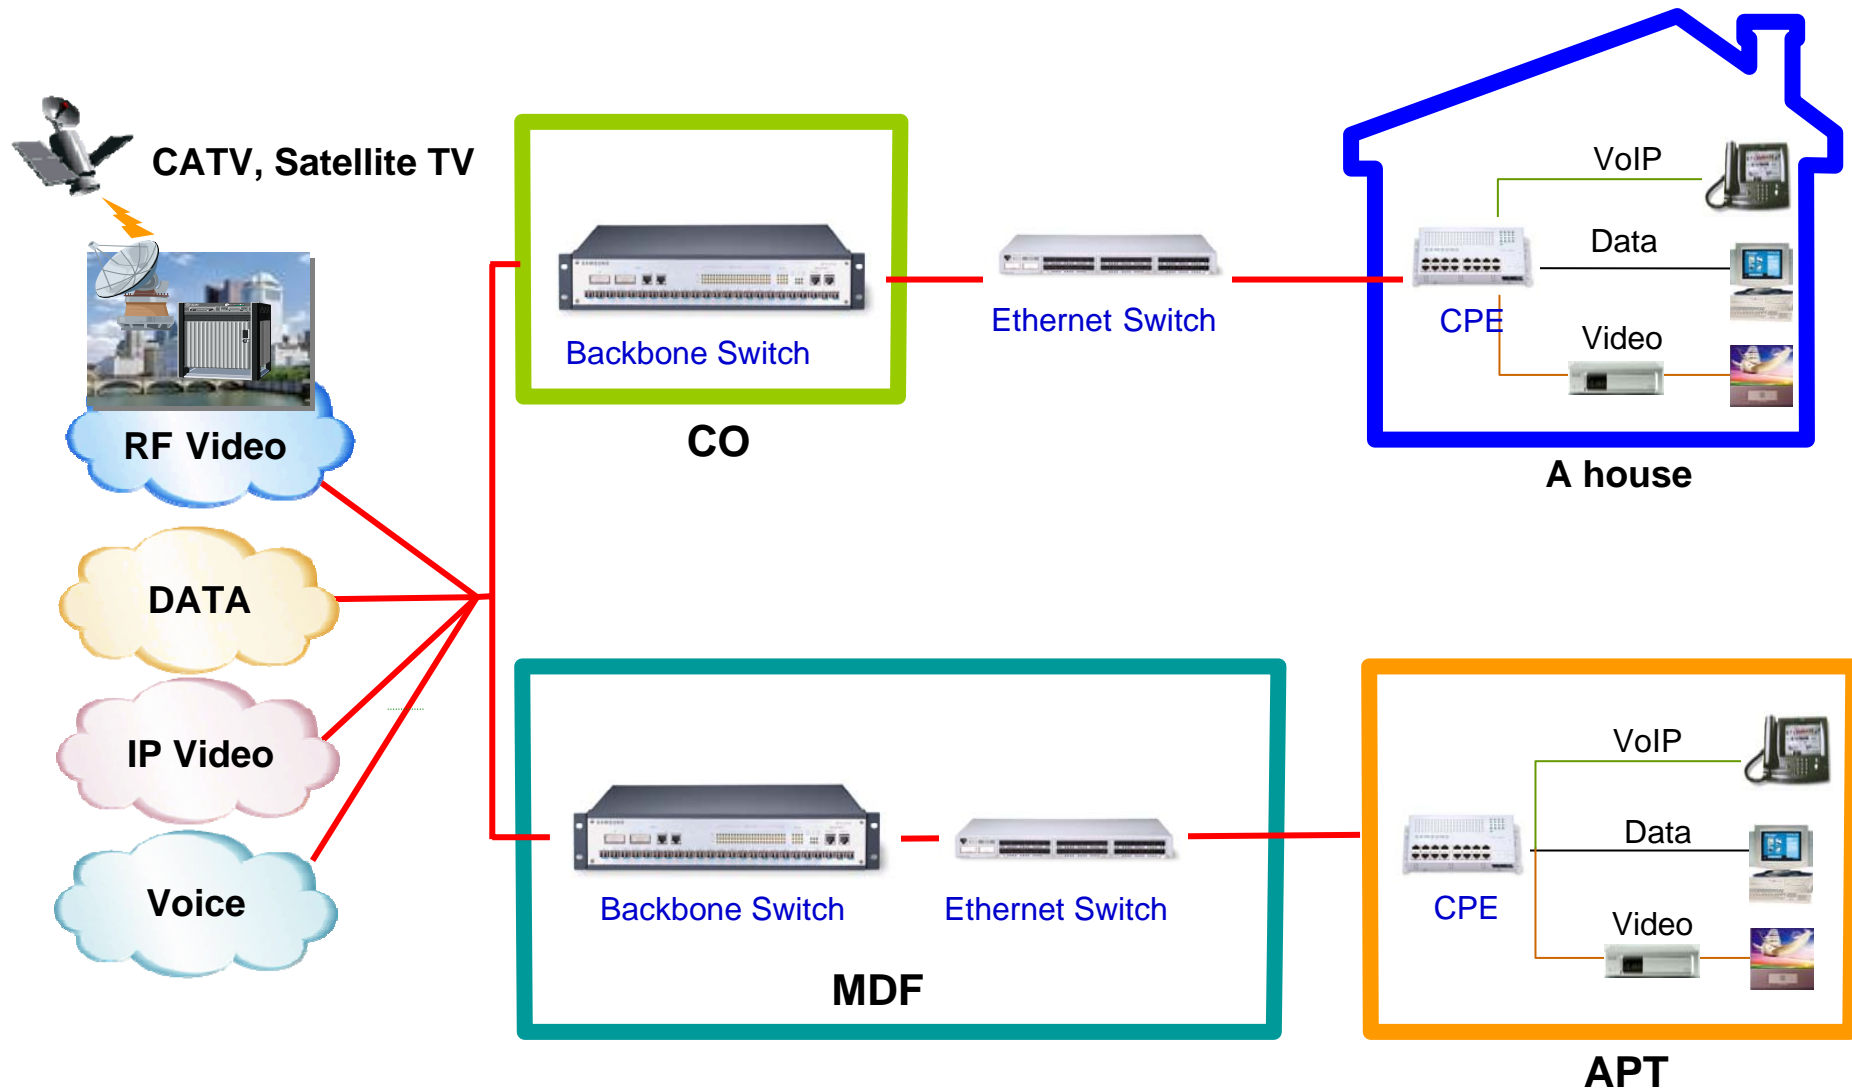 CATV, Satellite TV
RF Video
DATA
IP Video
Voice
Backbone Switch
CO
Ethernet Switch
VoIP
Data
Video
CPE
A house
SAMSUNG
Backbone Switch
Ethernet Switch
MDF
VoIP
Data
Video
CPE
APT